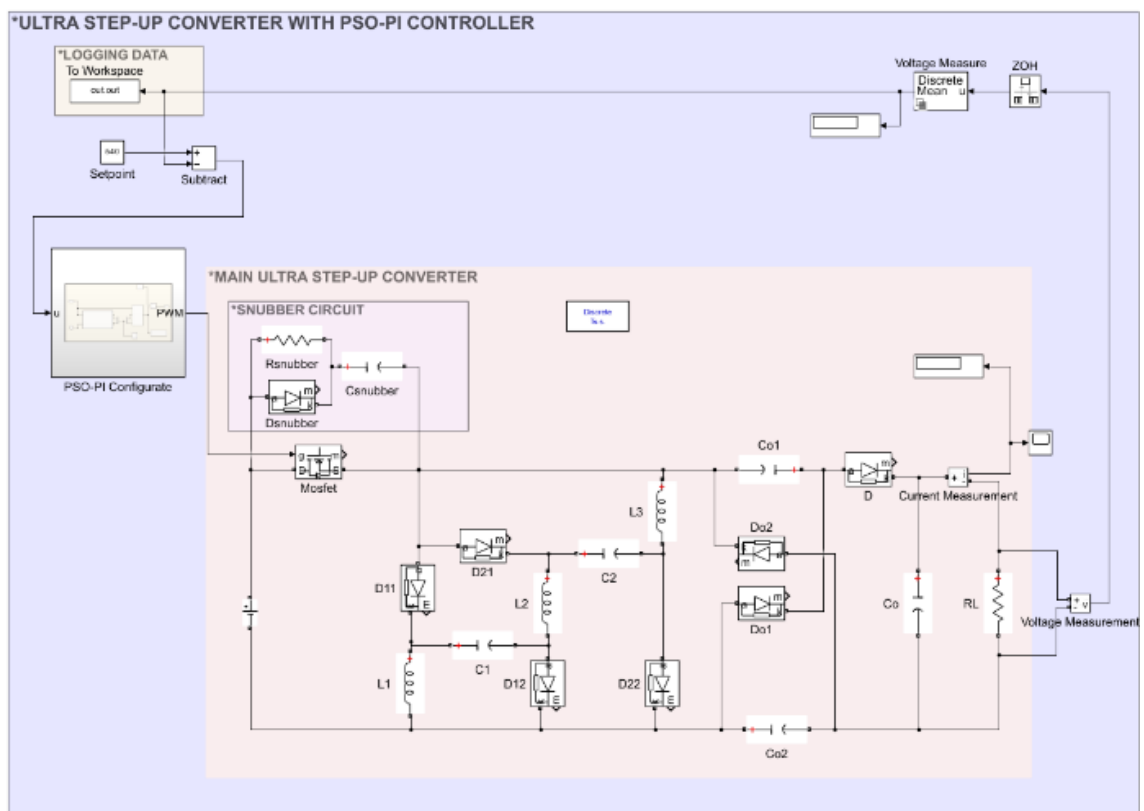 *ULTRA STEP-UP CONVERTER WITH PSO-PI CONTROLLER
*LOGGING DATA
To Workspace
out.out
Voltage Measure
ZOH
Discrete
Mean
u
Setpoint
+
−
Subtract
u
PWM
PSO-PI Configurate
*MAIN ULTRA STEP-UP CONVERTER
*SNUBBER CIRCUIT
Discrete
Rsnubber
Csnubber
m
a
k
Dsnubber
g
m
D
S
Mosfet
Co1
m
a
k
D
+
i
-
Current Measurement
L3
m
a
k
D21
C2
Do2
m
D11
L2
m
a
k
Do1
Co
RL
+
-
v
Voltage Measurement
L1
C1
D12
D22
Co2